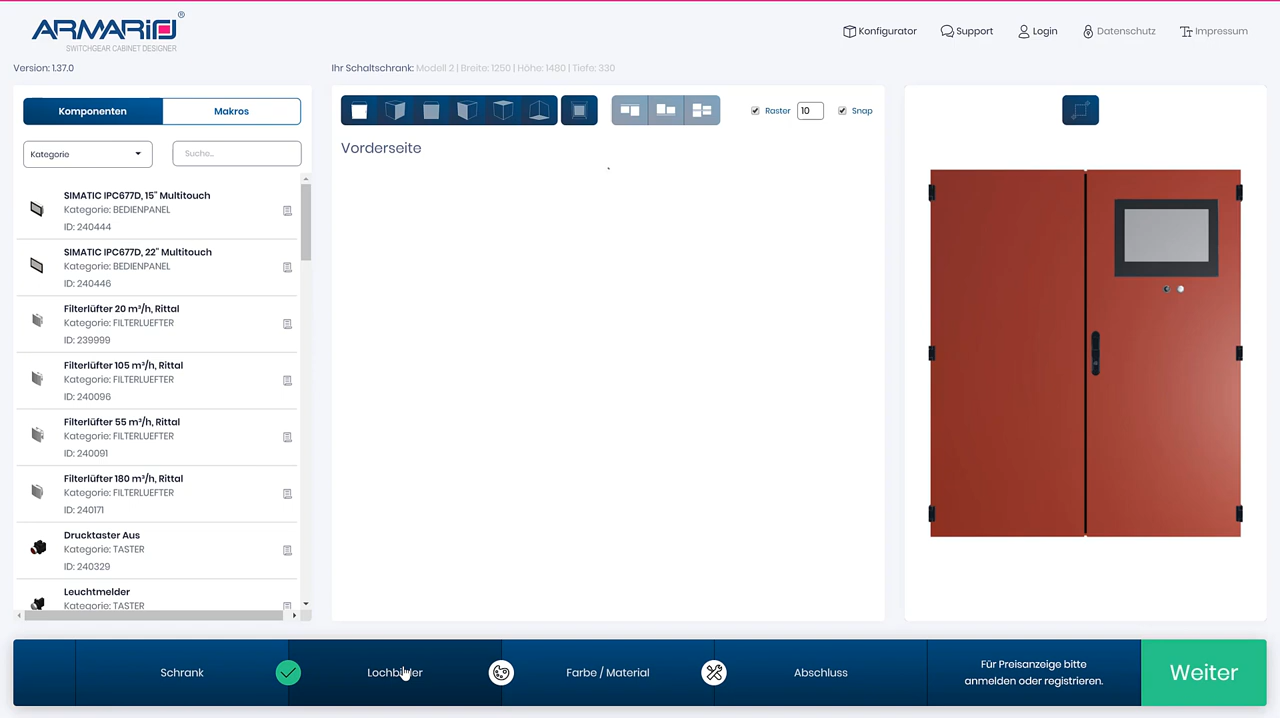 ARMARIO®
SWITCHGEAR CABINET DESIGNER
Konfigurator
Support
Login
Datenschutz
Impressum
Version: 1.37.0
Ihr Schaltschrank: Modell 2 | Breite: 1250 | Höhe: 1480 | Tiefe: 330
Komponenten
Makros
Raster
10
Snap
Kategorie
Suche...
Vorderseite
SIMATIC IPC677D, 15" Multitouch
Kategorie: BEDIENPANEL
ID: 240444
SIMATIC IPC677D, 22" Multitouch
Kategorie: BEDIENPANEL
ID: 240446
Filterlüfter 20 m³/h, Rittal
Kategorie: FILTERLUEFTER
ID: 239999
Filterlüfter 105 m³/h, Rittal
Kategorie: FILTERLUEFTER
ID: 240096
Filterlüfter 55 m³/h, Rittal
Kategorie: FILTERLUEFTER
ID: 240091
Filterlüfter 180 m³/h, Rittal
Kategorie: FILTERLUEFTER
ID: 240171
Drucktaster Aus
Kategorie: TASTER
ID: 240329
Leuchtmelder
Kategorie: TASTER
Schrank
Lochbilder
Farbe / Material
Abschluss
Für Preisanzeige bitte
anmelden oder registrieren.
Weiter